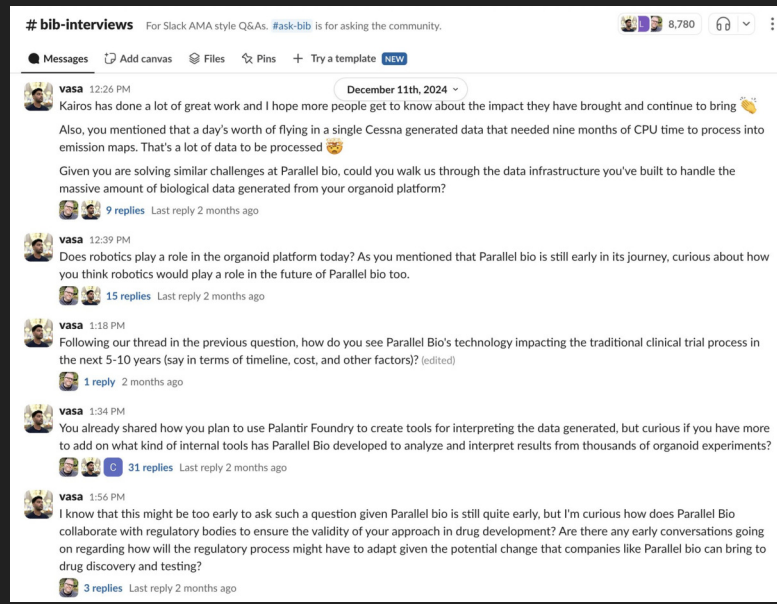 # bib-interviews For Slack AMA style Q&As. #ask-bib is for asking the community. 8,780
Messages Add canvas Files Pins + Try a template NEW
December 11th, 2024
vasa 12:26 PM
Kairos has done a lot of great work and I hope more people get to know about the impact they have brought and continue to bring 👏
Also, you mentioned that a day's worth of flying in a single Cessna generated data that needed nine months of CPU time to process into
emission maps. That's a lot of data to be processed 🤯
Given you are solving similar challenges at Parallel bio, could you walk us through the data infrastructure you've built to handle the
massive amount of biological data generated from your organoid platform?
9 replies Last reply 2 months ago
vasa 12:39 PM
Does robotics play a role in the organoid platform today? As you mentioned that Parallel bio is still early in its journey, curious about how
you think robotics would play a role in the future of Parallel bio too.
15 replies Last reply 2 months ago
vasa 1:18 PM
Following our thread in the previous question, how do you see Parallel Bio's technology impacting the traditional clinical trial process in
the next 5-10 years (say in terms of timeline, cost, and other factors)? (edited)
1 reply 2 months ago
vasa 1:34 PM
You already shared how you plan to use Palantir Foundry to create tools for interpreting the data generated, but curious if you have more
to add on what kind of internal tools has Parallel Bio developed to analyze and interpret results from thousands of organoid experiments?
C 31 replies Last reply 2 months ago
vasa 1:56 PM
I know that this might be too early to ask such a question given Parallel bio is still quite early, but I'm curious how does Parallel Bio
collaborate with regulatory bodies to ensure the validity of your approach in drug development? Are there any early conversations going
on regarding how will the regulatory process might have to adapt given the potential change that companies like Parallel bio can bring to
drug discovery and testing?
3 replies Last reply 2 months ago